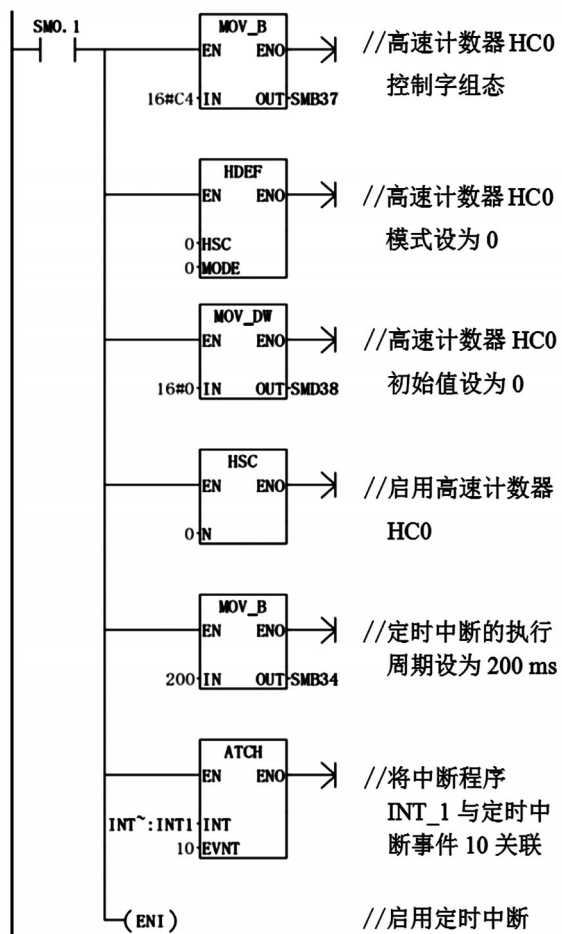 SM0.1
MOV_B
EN ENO
//高速计数器 HC0
控制字组态
16#C4 IN OUT SMB37
HDEF
EN ENO
//高速计数器 HC0
模式设为 0
0 HSC
0 MODE
MOV_DW
EN ENO
//高速计数器 HC0
初始值设为 0
16#0 IN OUT SMD38
HSC
EN ENO
//启用高速计数器
HC0
0 N
MOV_B
EN ENO
//定时中断的执行
周期设为 200 ms
200 IN OUT SMB34
ATCH
EN ENO
//将中断程序
INT_1 与定时中
断事件 10 关联
INT~:INT1 INT
10 EVNT
(ENI)
//启用定时中断